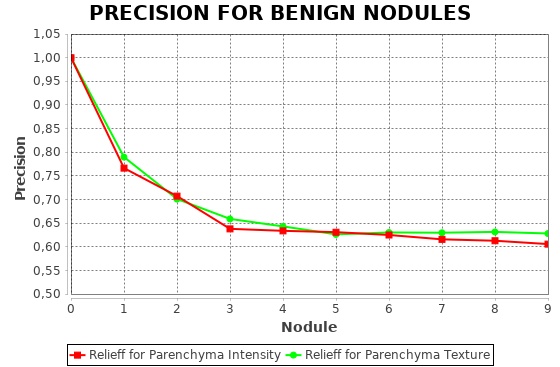 PRECISION FOR BENIGN NODULES
1,05
1,00
0,95
0,90
0,85
0,80
0,75
0,70
0,65
0,60
0,55
0,50
Precision
0 1 2 3 4 5 6 7 8 9
Nodule
Relieff for Parenchyma Intensity Relieff for Parenchyma Texture